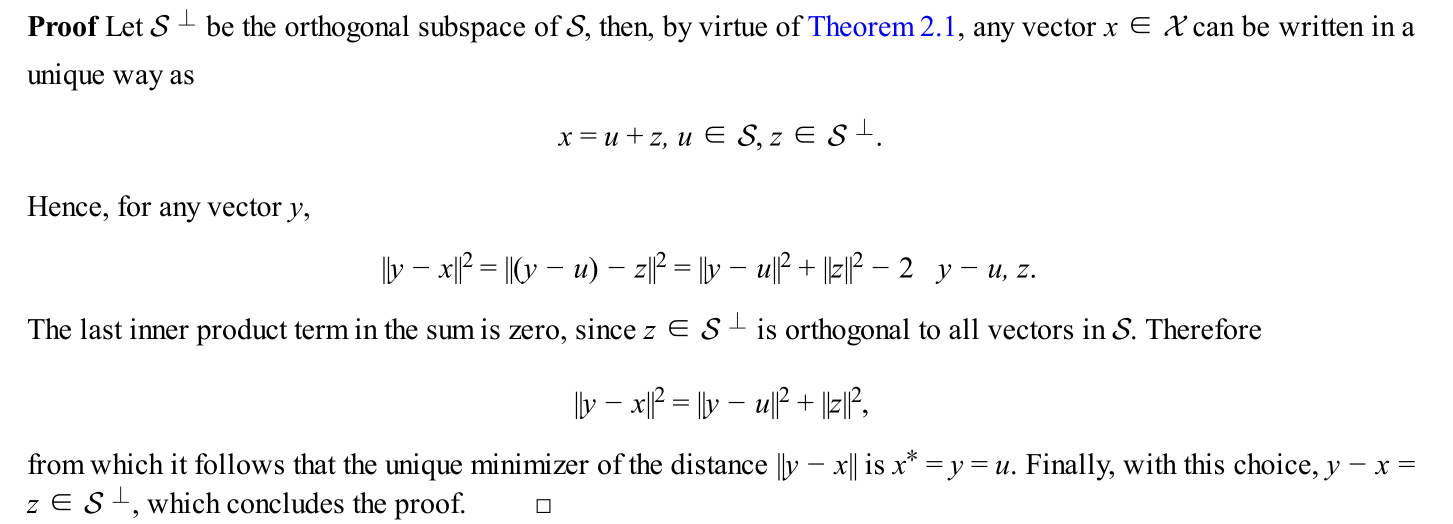 Proof Let 𝒮 ⊥ be the orthogonal subspace of 𝒮, then, by virtue of Theorem 2.1, any vector x ∈ 𝒳 can be written in a
unique way as
x = u + z, u ∈ 𝒮, z ∈ 𝒮 ⊥.
Hence, for any vector y,
‖y − x‖² = ‖(y − u) − z‖² = ‖y − u‖² + ‖z‖² − 2 y − u, z.
The last inner product term in the sum is zero, since z ∈ 𝒮 ⊥ is orthogonal to all vectors in 𝒮. Therefore
‖y − x‖² = ‖y − u‖² + ‖z‖²,
from which it follows that the unique minimizer of the distance ‖y − x‖ is x* = y = u. Finally, with this choice, y − x =
z ∈ 𝒮 ⊥, which concludes the proof. □